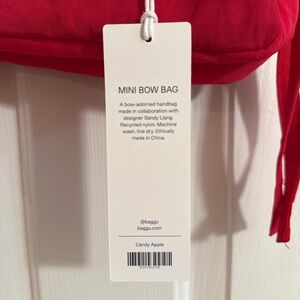 MINI BOW BAG
A bow-adorned handbag
made in collaboration with
designer Sandy Liang.
Recycled nylon. Machine
wash, line dry. Ethically
made in China.
@baggu
baggu.com
Candy Apple